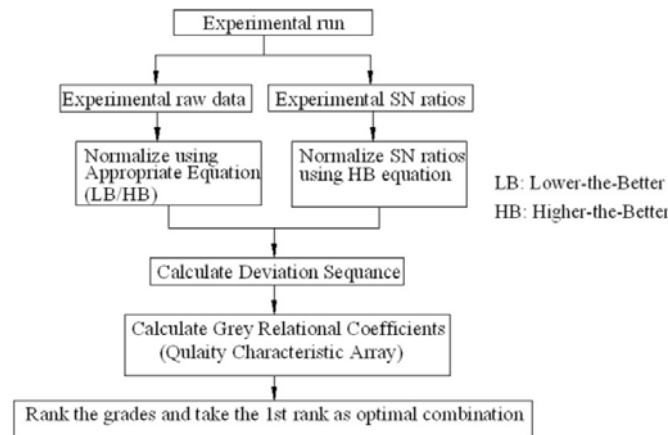 Experimental run
Experimental raw data
Experimental SN ratios
Normalize using
Appropriate Equation
(LB/HB)
Normalize SN ratios
using HB equation
LB: Lower-the-Better
HB: Higher-the-Better
Calculate Deviation Sequance
Calculate Grey Relational Coefficients
(Qulaity Characteristic Array)
Rank the grades and take the 1st rank as optimal combination